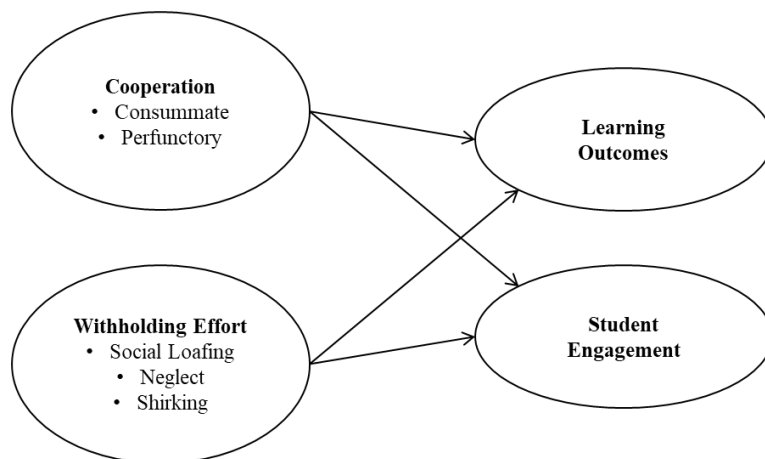 Cooperation
• Consummate
• Perfunctory
Learning
Outcomes
Withholding Effort
• Social Loafing
• Neglect
• Shirking
Student
Engagement